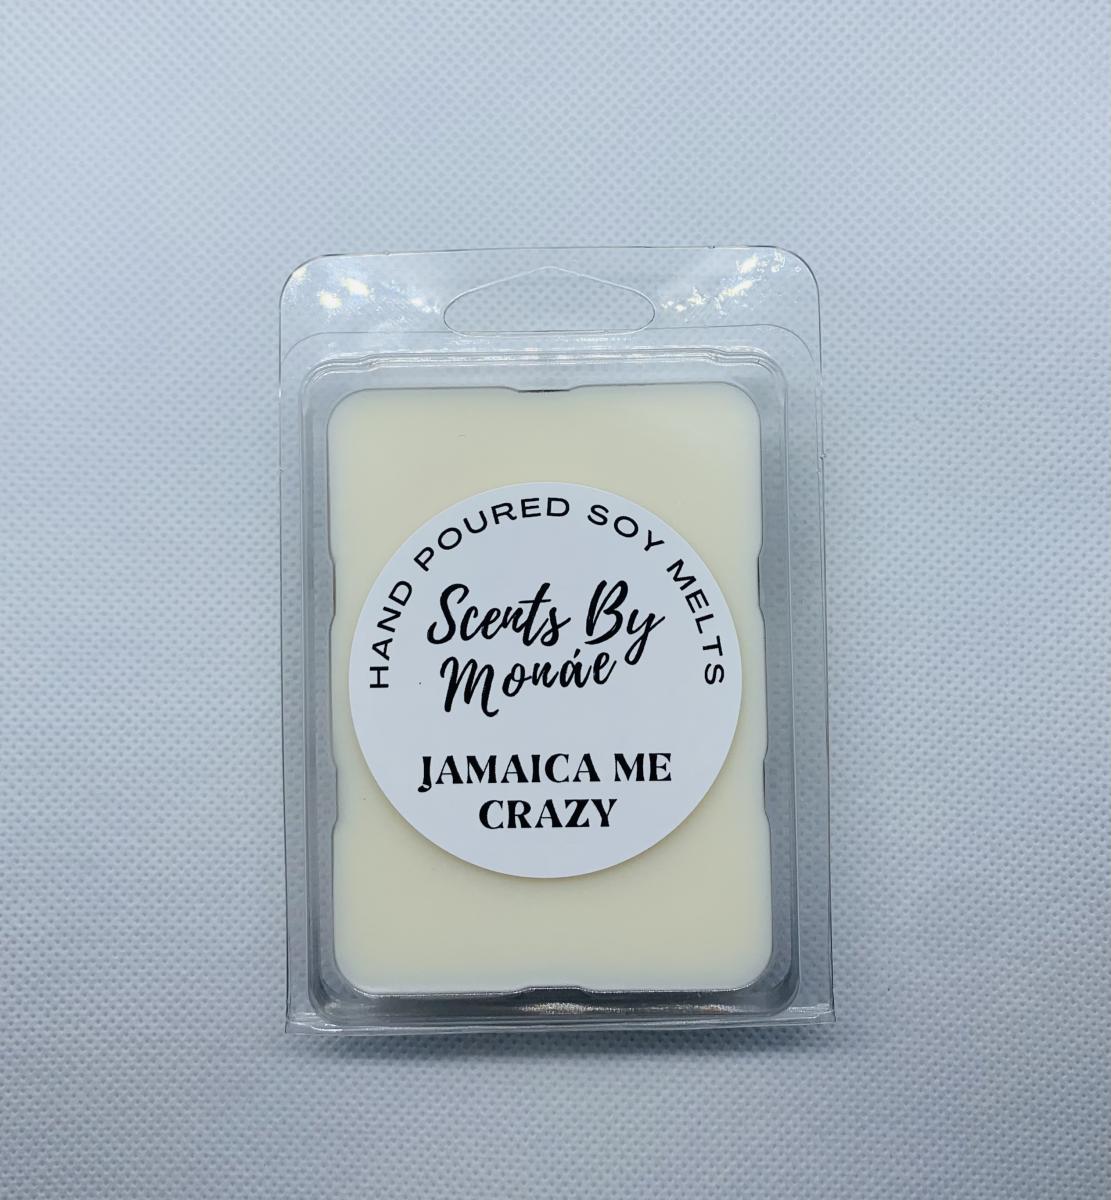 HAND POURED SOY MELTS
Scents By
Monáe
JAMAICA ME
CRAZY